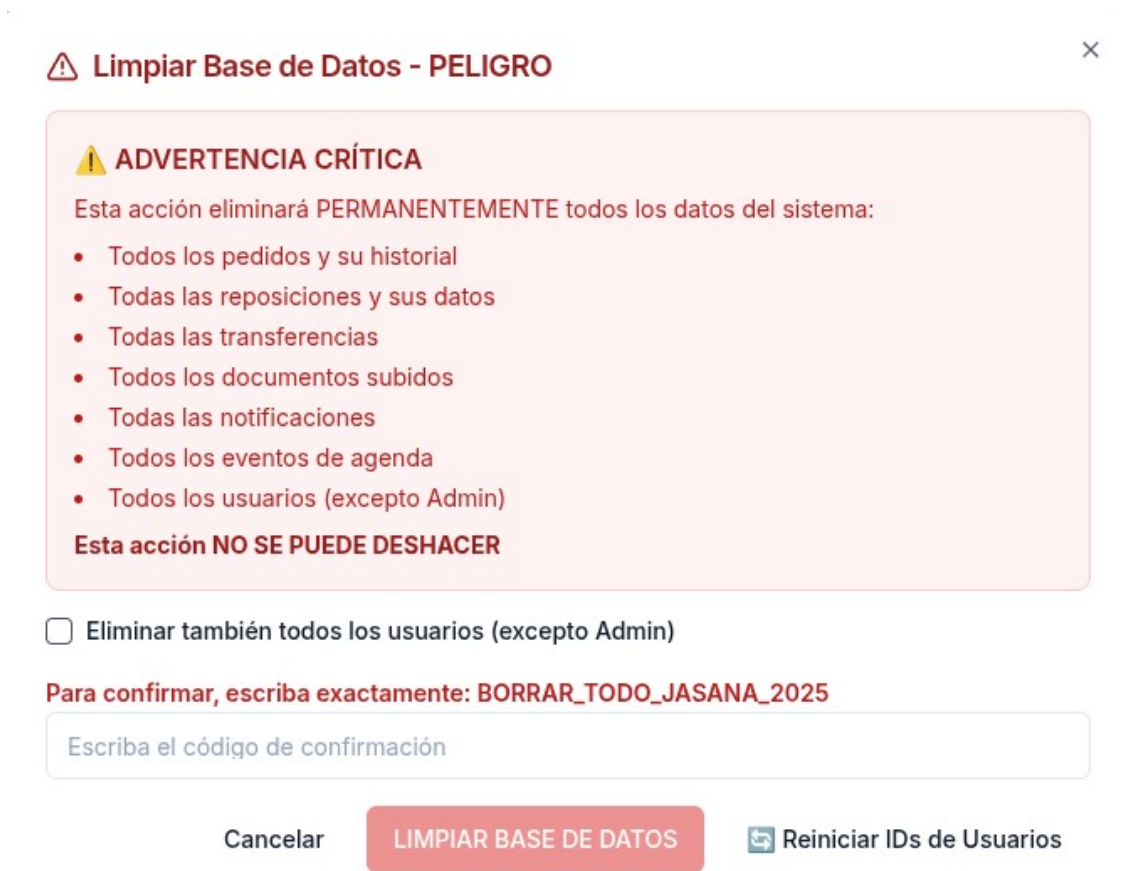 Limpiar Base de Datos - PELIGRO
⚠️ ADVERTENCIA CRÍTICA
Esta acción eliminará PERMANENTEMENTE todos los datos del sistema:
• Todos los pedidos y su historial
• Todas las reposiciones y sus datos
• Todas las transferencias
• Todos los documentos subidos
• Todas las notificaciones
• Todos los eventos de agenda
• Todos los usuarios (excepto Admin)
Esta acción NO SE PUEDE DESHACER
Eliminar también todos los usuarios (excepto Admin)
Para confirmar, escriba exactamente: BORRAR_TODO_JASANA_2025
Escriba el código de confirmación
Cancelar LIMPIAR BASE DE DATOS 🔄 Reiniciar IDs de Usuarios